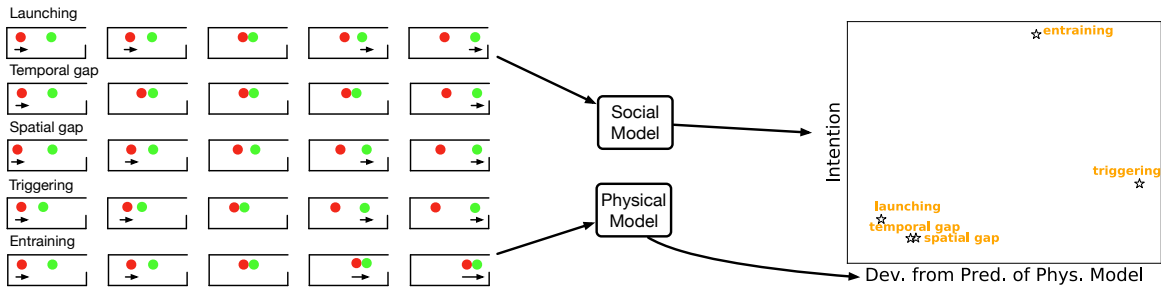 Launching
Temporal gap
Spatial gap
Triggering
Entraining
Social
Model
Physical
Model
Intention
entraining
triggering
launching
temporal gap
spatial gap
Dev. from Pred. of Phys. Model